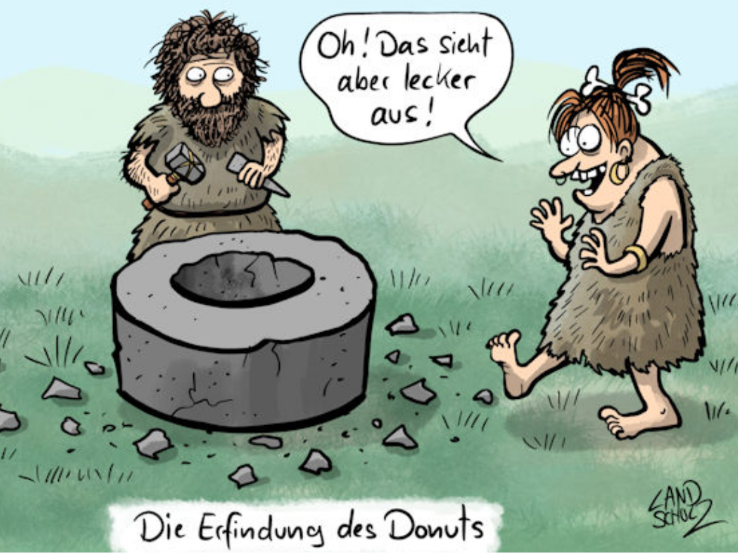 Oh! Das sieht
aber lecker
aus!
Die Erfindung des Donuts
LAND
SCHULZ